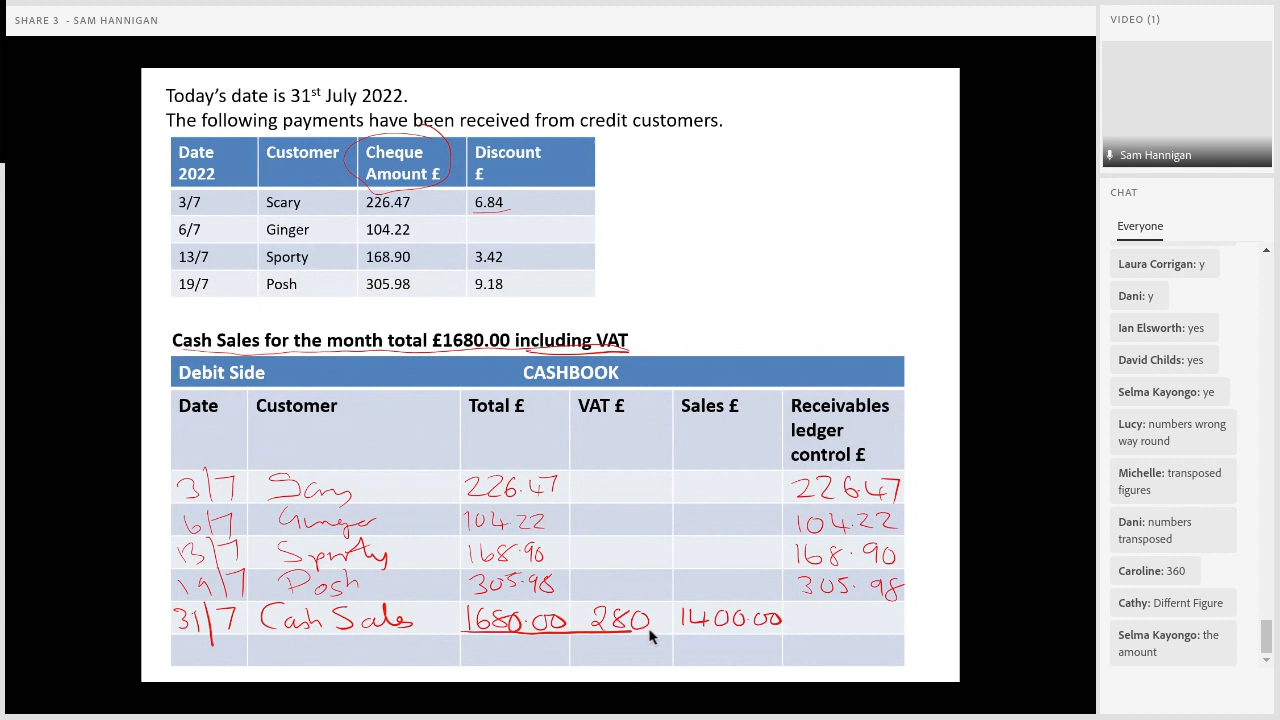 SHARE 3 - SAM HANNIGAN
Today's date is 31st July 2022.
The following payments have been received from credit customers.
Date 2022 Customer Cheque Amount £ Discount £
3/7 Scary 226.47 6.84
6/7 Ginger 104.22
13/7 Sporty 168.90 3.42
19/7 Posh 305.98 9.18
Cash Sales for the month total £1680.00 including VAT
Debit Side CASHBOOK
Date Customer Total £ VAT £ Sales £ Receivables ledger control £
3/7 Scary 226.47 226.47
6/7 Ginger 104.22 104.22
13/7 Sporty 168.90 168.90
19/7 Posh 305.98 305.98
31/7 Cash Sales 1680.00 280 1400.00
VIDEO (1)
Sam Hannigan
CHAT
Everyone
Laura Corrigan: y
Dani: y
Ian Elsworth: yes
David Childs: yes
Selma Kayongo: ye
Lucy: numbers wrong
way round
Michelle: transposed
figures
Dani: numbers
transposed
Caroline: 360
Cathy: Differnt Figure
Selma Kayongo: the
amount